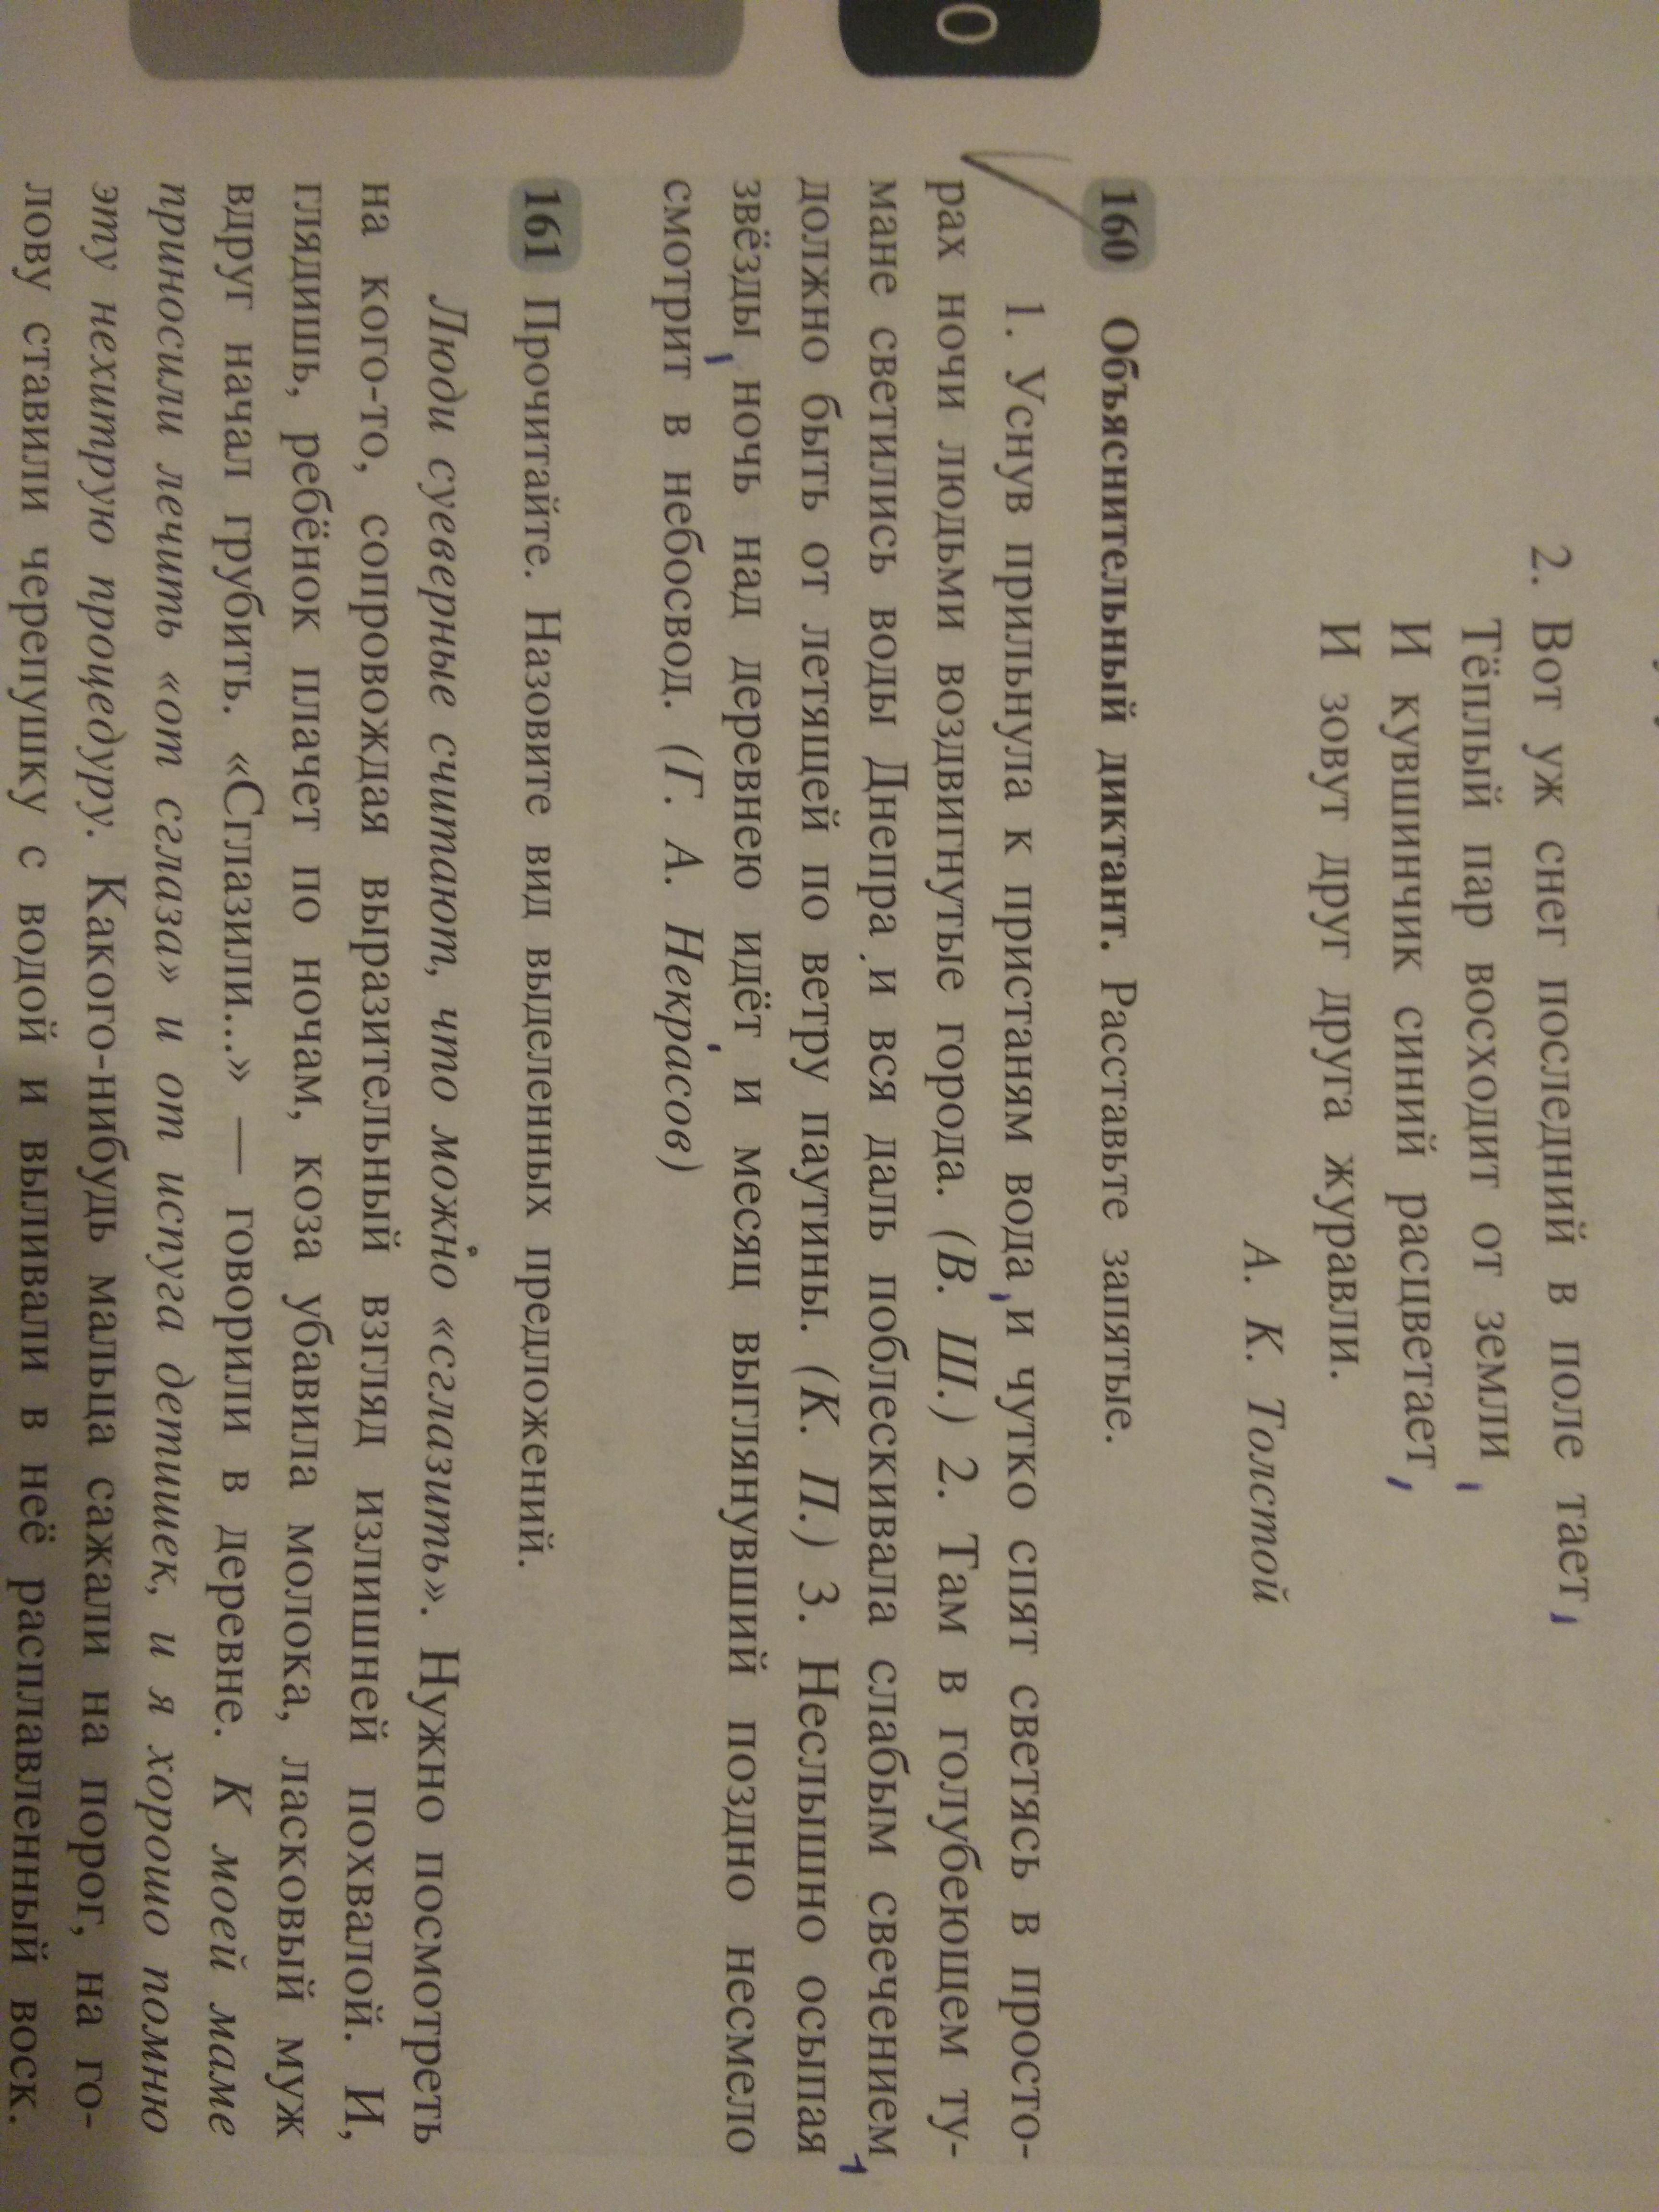 2. Вот уж снег последний в поле тает,
Тёплый пар восходит от земли,
И кувшинчик синий расцветает,
И зовут друг друга журавли.
А. К. Толстой
0
160 Объяснительный диктант. Расставьте запятые.
1. Уснув прильнула к пристаням вода, и чутко спят светясь в просто-
рах ночи людьми воздвигнутые города. (В. Ш.) 2. Там в голубеющем ту-
мане светились воды Днепра и вся даль поблескивала слабым свечением,
должно быть от летящей по ветру паутины. (К. П.) 3. Неслышно осыпая
звёзды, ночь над деревнею идёт, и месяц выглянувший поздно несмело
смотрит в небосвод. (Г. А. Некрасов)
161 Прочитайте. Назовите вид выделенных предложений.
Люди суеверные считают, что можно «сглазить». Нужно посмотреть
на кого-то, сопровождая выразительный взгляд излишней похвалой. И,
глядишь, ребёнок плачет по ночам, коза убавила молока, ласковый муж
вдруг начал грубить. «Сглазили...» — говорили в деревне. К моей маме
приносили лечить «от сглаза» и от испуга детишек, и я хорошо помню
эту нехитрую процедуру. Какого-нибудь мальца сажали на порог, на го-
лову ставили черепушку с водой и выливали в неё расплавленный воск.